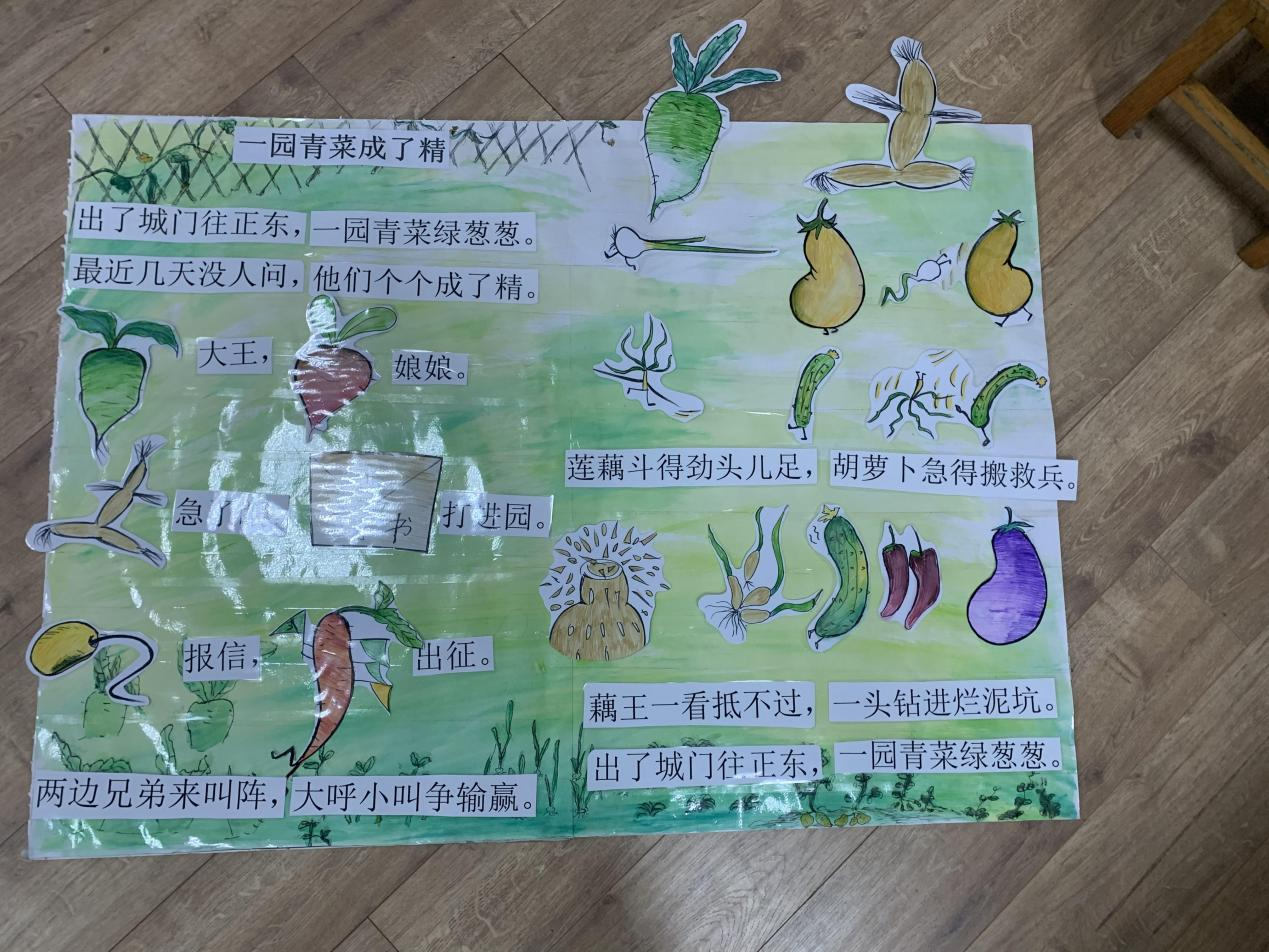 一园青菜成了精
出了城门往正东，一园青菜绿葱葱。
最近几天没人问，他们个个成了精。
大王，娘娘。
急了 书 打进园。
报信，出征。
两边兄弟来叫阵，大呼小叫争输赢。
莲藕斗得劲头儿足，胡萝卜急得搬救兵。
藕王一看抵不过，一头钻进烂泥坑。
出了城门往正东，一园青菜绿葱葱。